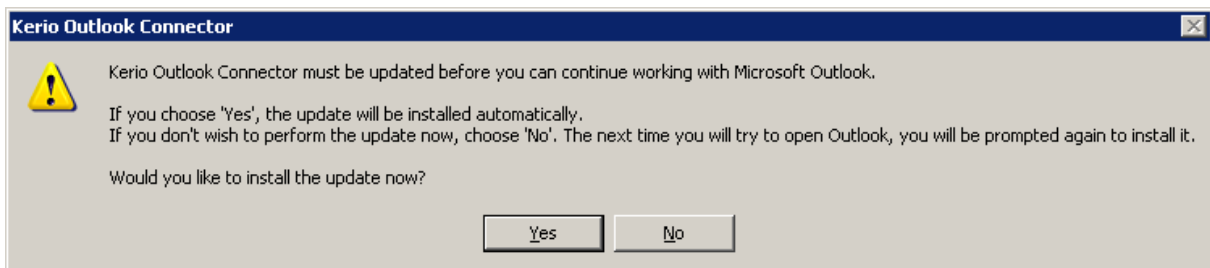 Kerio Outlook Connector
Kerio Outlook Connector must be updated before you can continue working with Microsoft Outlook.
If you choose 'Yes', the update will be installed automatically.
If you don't wish to perform the update now, choose 'No'. The next time you will try to open Outlook, you will be prompted again to install it.
Would you like to install the update now?
Yes
No